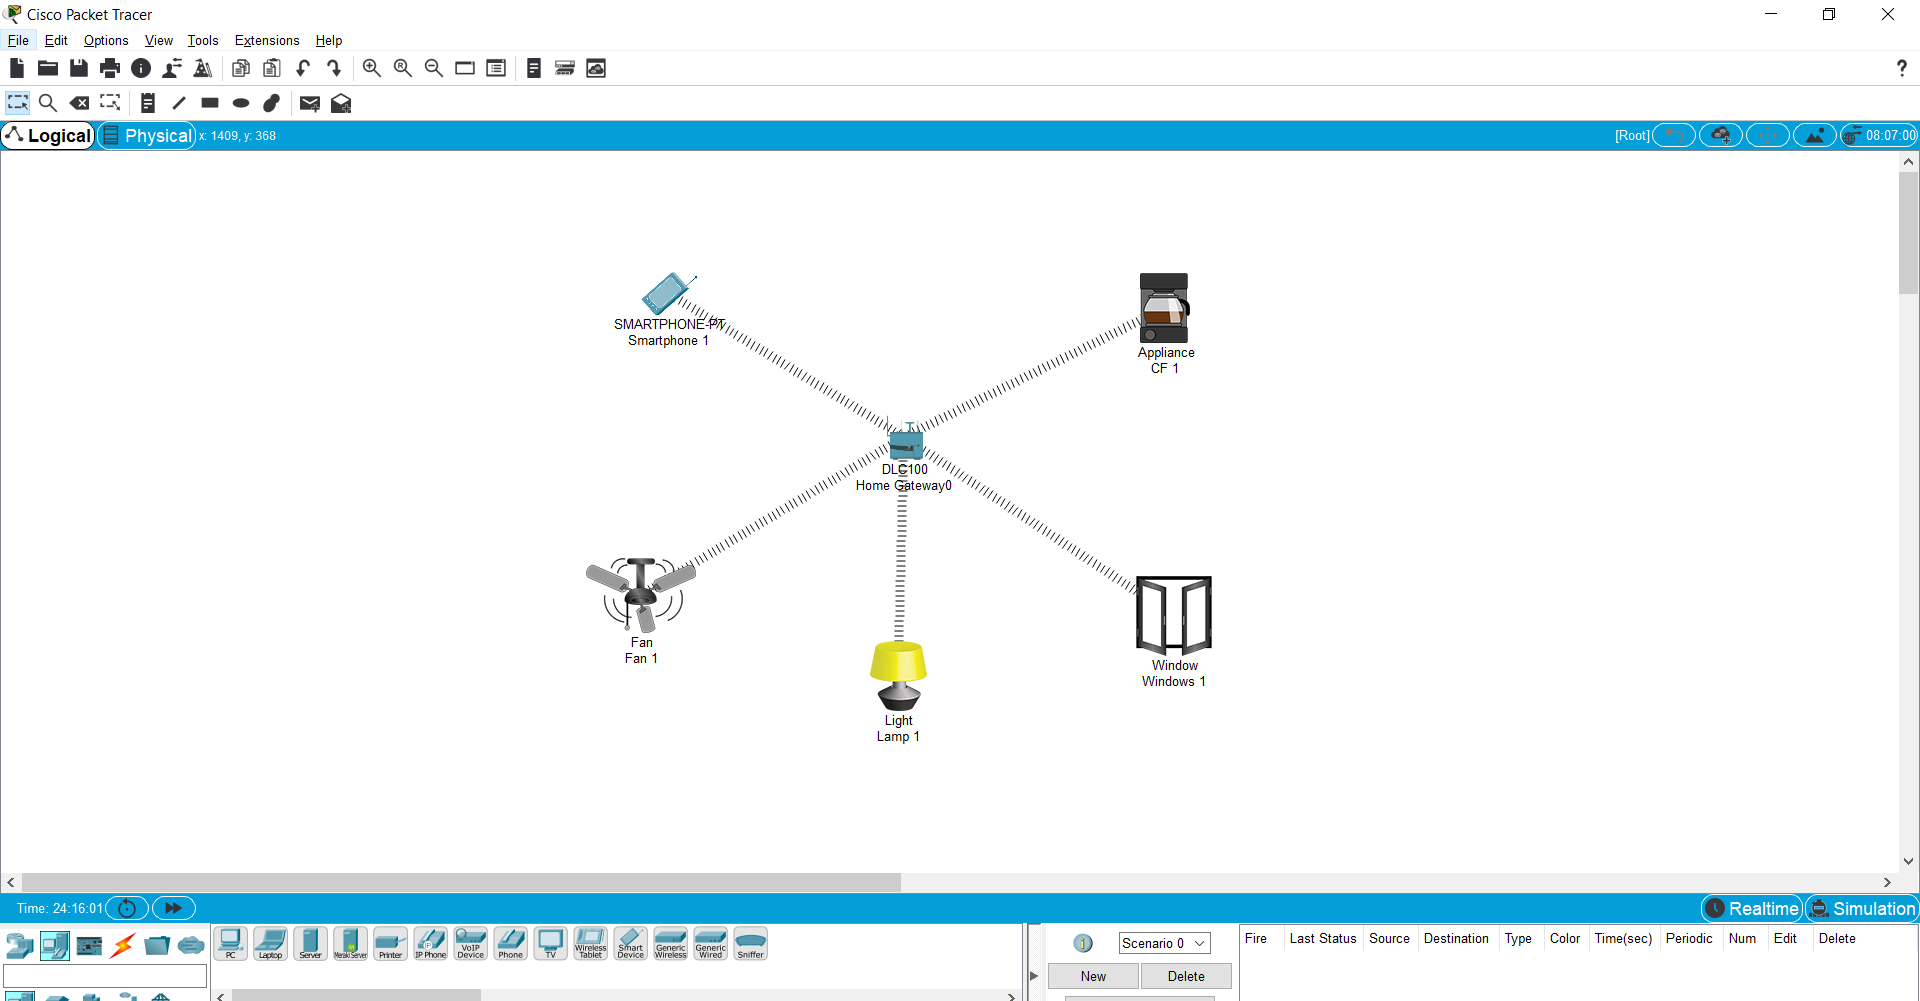 Cisco Packet Tracer
File Edit Options View Tools Extensions Help
Logical Physical x: 1409, y: 368 [Root] 08:07:00
SMARTPHONE-PT
Smartphone 1
Appliance
CF 1
DLC100
Home Gateway0
Fan
Fan 1
Window
Windows 1
Light
Lamp 1
Time: 24:16:01 Realtime Simulation
PC Laptop Server Meraki Server Printer IP Phone VoIP Device Phone TV Wireless Tablet Smart Device Generic Wireless Generic Wired Sniffer
Scenario 0
New Delete
Fire Last Status Source Destination Type Color Time(sec) Periodic Num Edit Delete